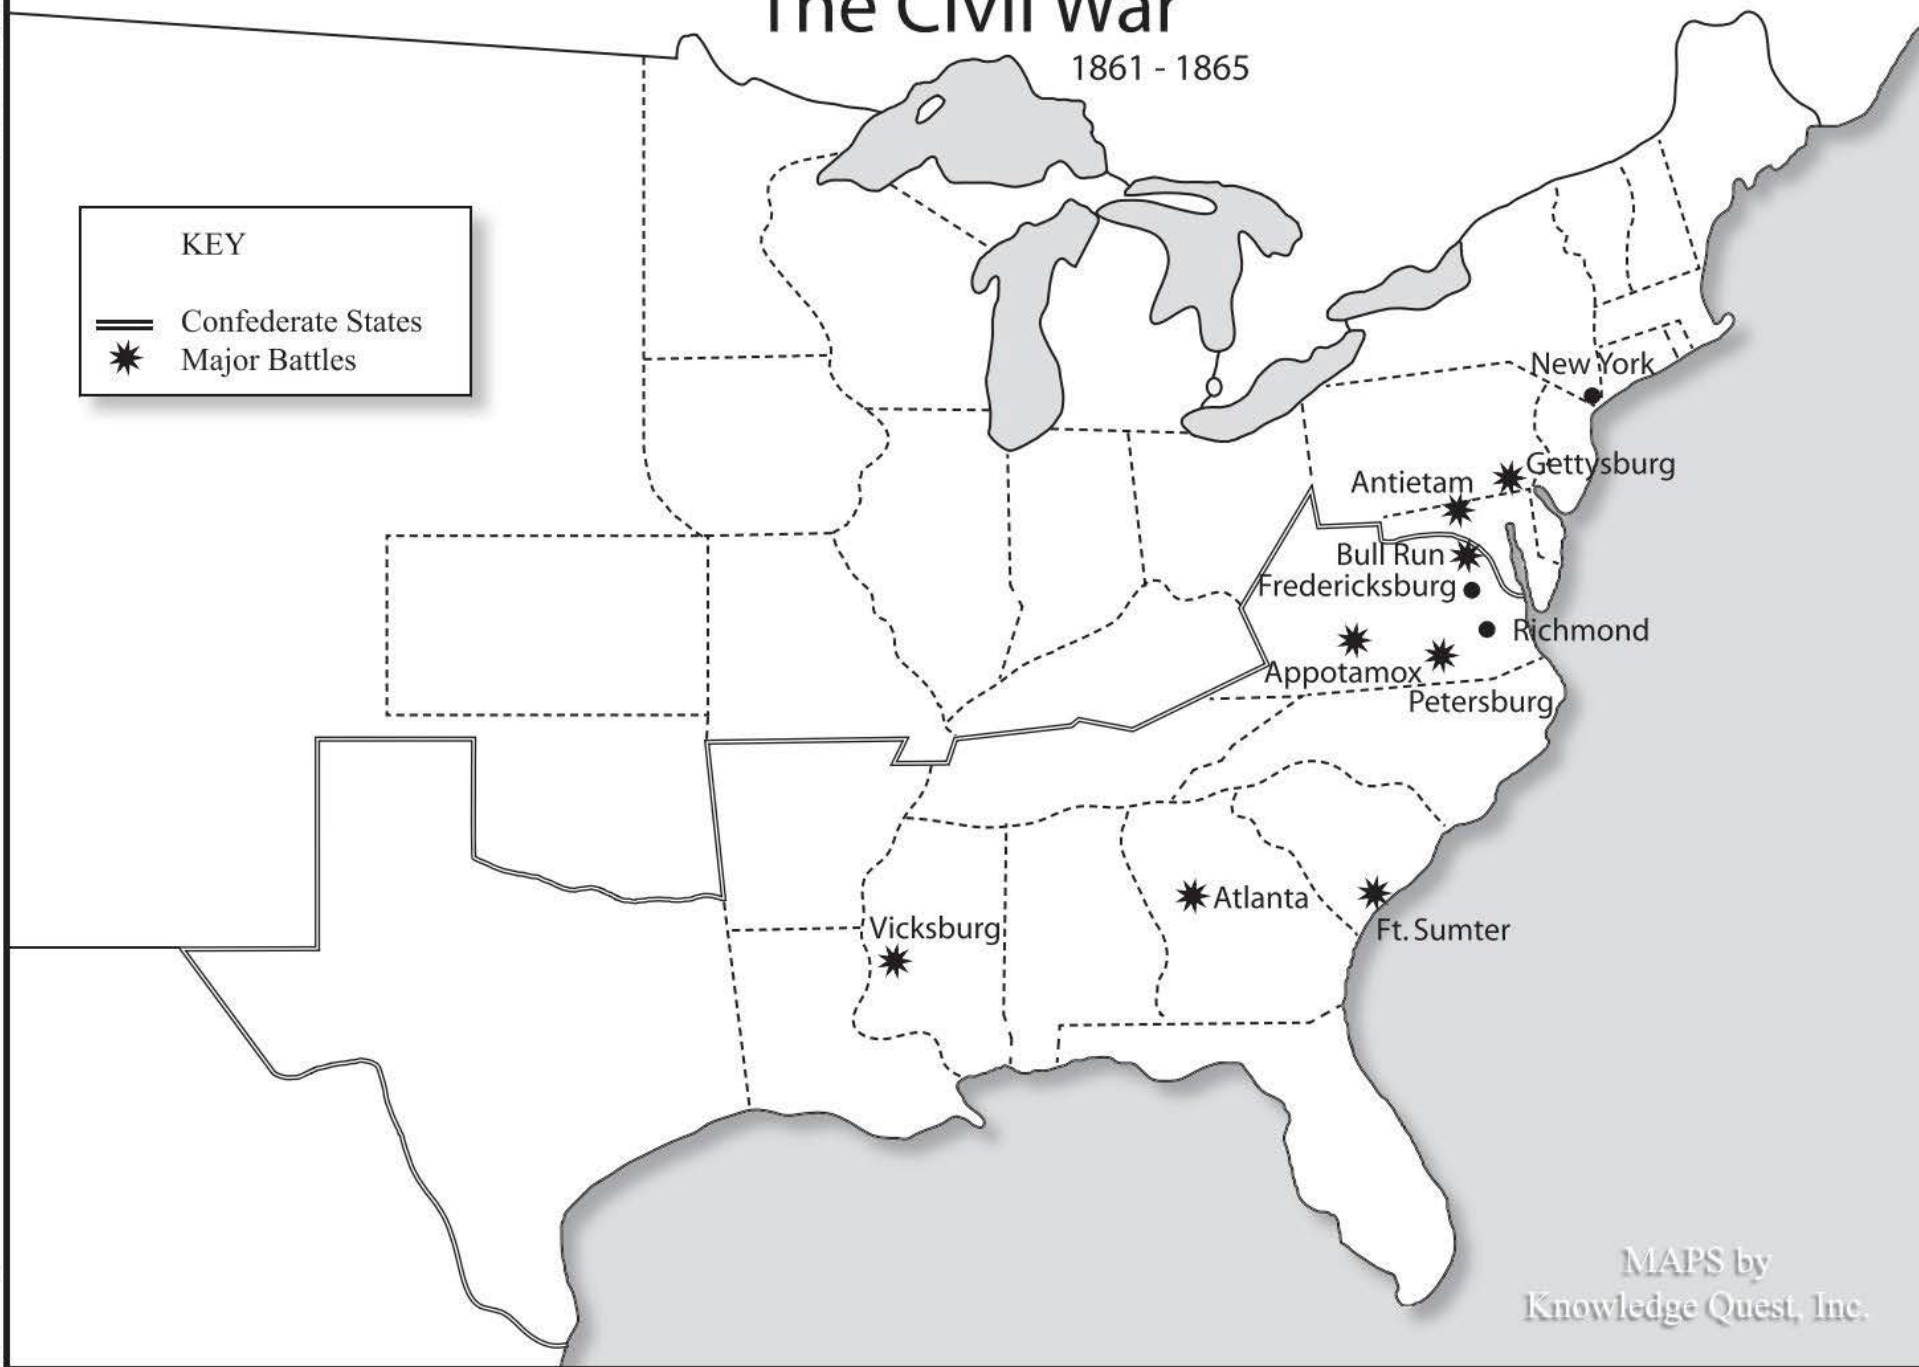 The Civil War
1861 - 1865
KEY
Confederate States
Major Battles
New York
Gettysburg
Antietam
Bull Run
Fredericksburg
Richmond
Appotamox
Petersburg
Atlanta
Ft. Sumter
Vicksburg
MAPS by
Knowledge Quest, Inc.